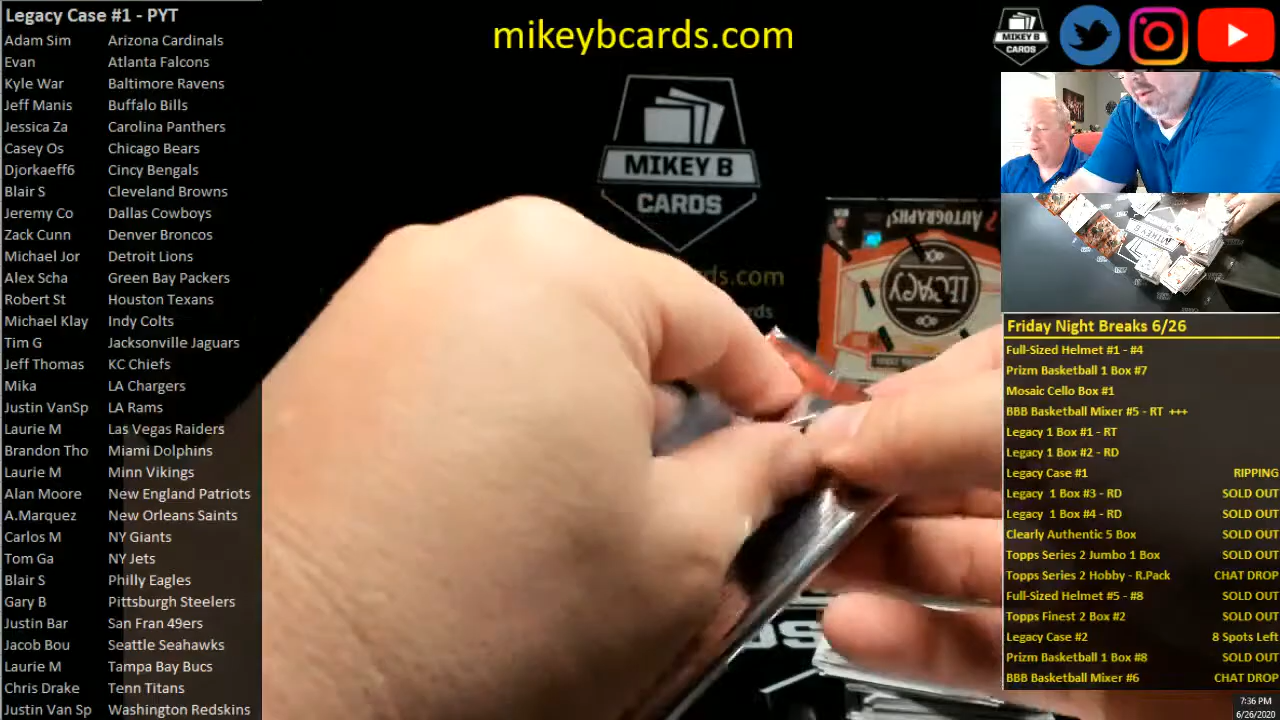 Legacy Case #1 - PYT
Adam Sim Arizona Cardinals
Evan Atlanta Falcons
Kyle War Baltimore Ravens
Jeff Manis Buffalo Bills
Jessica Za Carolina Panthers
Casey Os Chicago Bears
Djorkaeff6 Cincy Bengals
Blair S Cleveland Browns
Jeremy Co Dallas Cowboys
Zack Cunn Denver Broncos
Michael Jor Detroit Lions
Alex Scha Green Bay Packers
Robert St Houston Texans
Michael Klay Indy Colts
Tim G Jacksonville Jaguars
Jeff Thomas KC Chiefs
Mika LA Chargers
Justin VanSp LA Rams
Laurie M Las Vegas Raiders
Brandon Tho Miami Dolphins
Laurie M Minn Vikings
Alan Moore New England Patriots
A.Marquez New Orleans Saints
Carlos M NY Giants
Tom Ga NY Jets
Blair S Philly Eagles
Gary B Pittsburgh Steelers
Justin Bar San Fran 49ers
Jacob Bou Seattle Seahawks
Laurie M Tampa Bay Bucs
Chris Drake Tenn Titans
Justin Van Sp Washington Redskins
mikeybcards.com
MIKEY B
CARDS
ds.com
AUTOGRAPHS!
LEGACY
MIKEY B
CARDS
MIKEY B
Friday Night Breaks 6/26
Full-Sized Helmet #1 - #4
Prizm Basketball 1 Box #7
Mosaic Cello Box #1
BBB Basketball Mixer #5 - RT +++
Legacy 1 Box #1 - RT
Legacy 1 Box #2 - RD
Legacy Case #1 RIPPING
Legacy 1 Box #3 - RD SOLD OUT
Legacy 1 Box #4 - RD SOLD OUT
Clearly Authentic 5 Box SOLD OUT
Topps Series 2 Jumbo 1 Box SOLD OUT
Topps Series 2 Hobby - R.Pack CHAT DROP
Full-Sized Helmet #5 - #8 SOLD OUT
Topps Finest 2 Box #2 SOLD OUT
Legacy Case #2 8 Spots Left
Prizm Basketball 1 Box #8 SOLD OUT
BBB Basketball Mixer #6 CHAT DROP
7:36 PM
6/26/2020